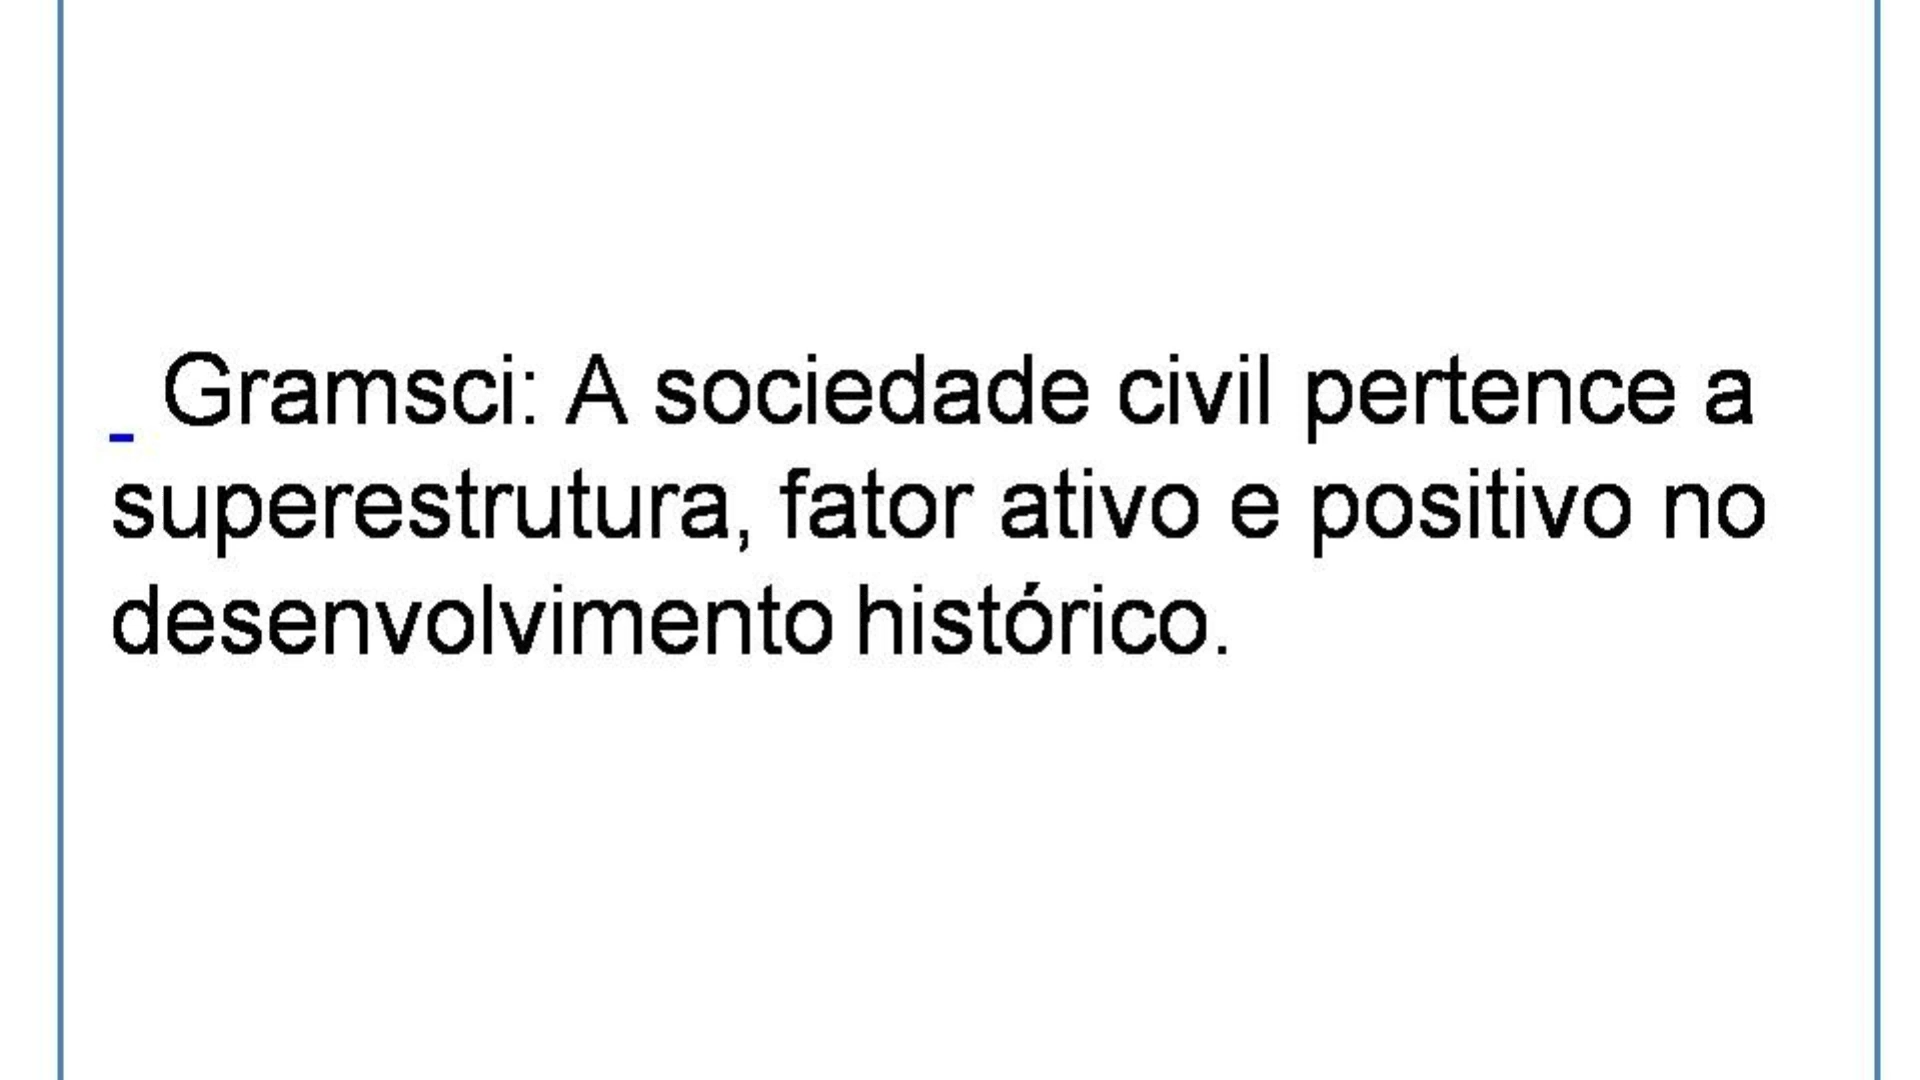 Gramsci: A sociedade civil pertence a
superestrutura, fator ativo e positivo no
desenvolvimento histórico.